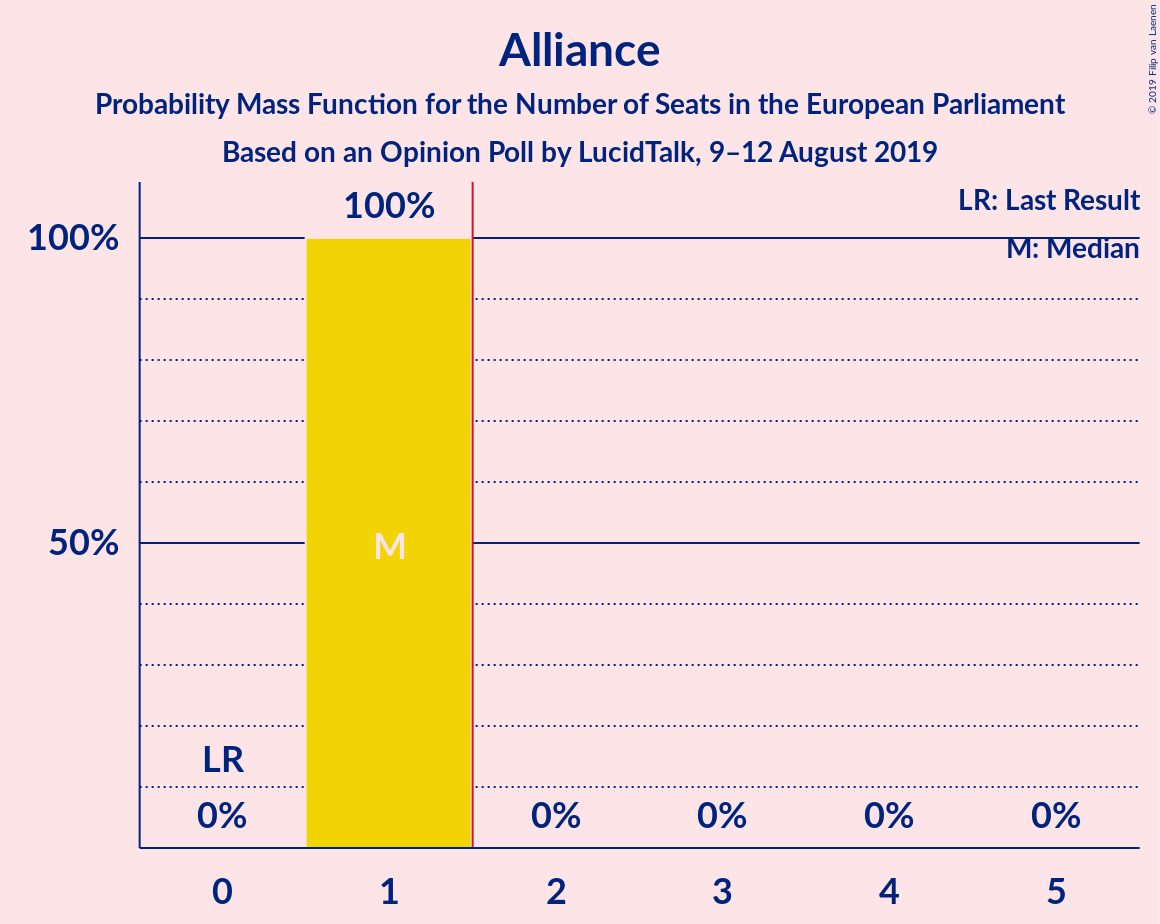 Alliance
Probability Mass Function for the Number of Seats in the European Parliament
Based on an Opinion Poll by LucidTalk, 9–12 August 2019
© 2019 Filip van Laenen
LR: Last Result
M: Median
100%
100%
50%
M
LR
0%
0%
0%
0%
0%
0
1
2
3
4
5